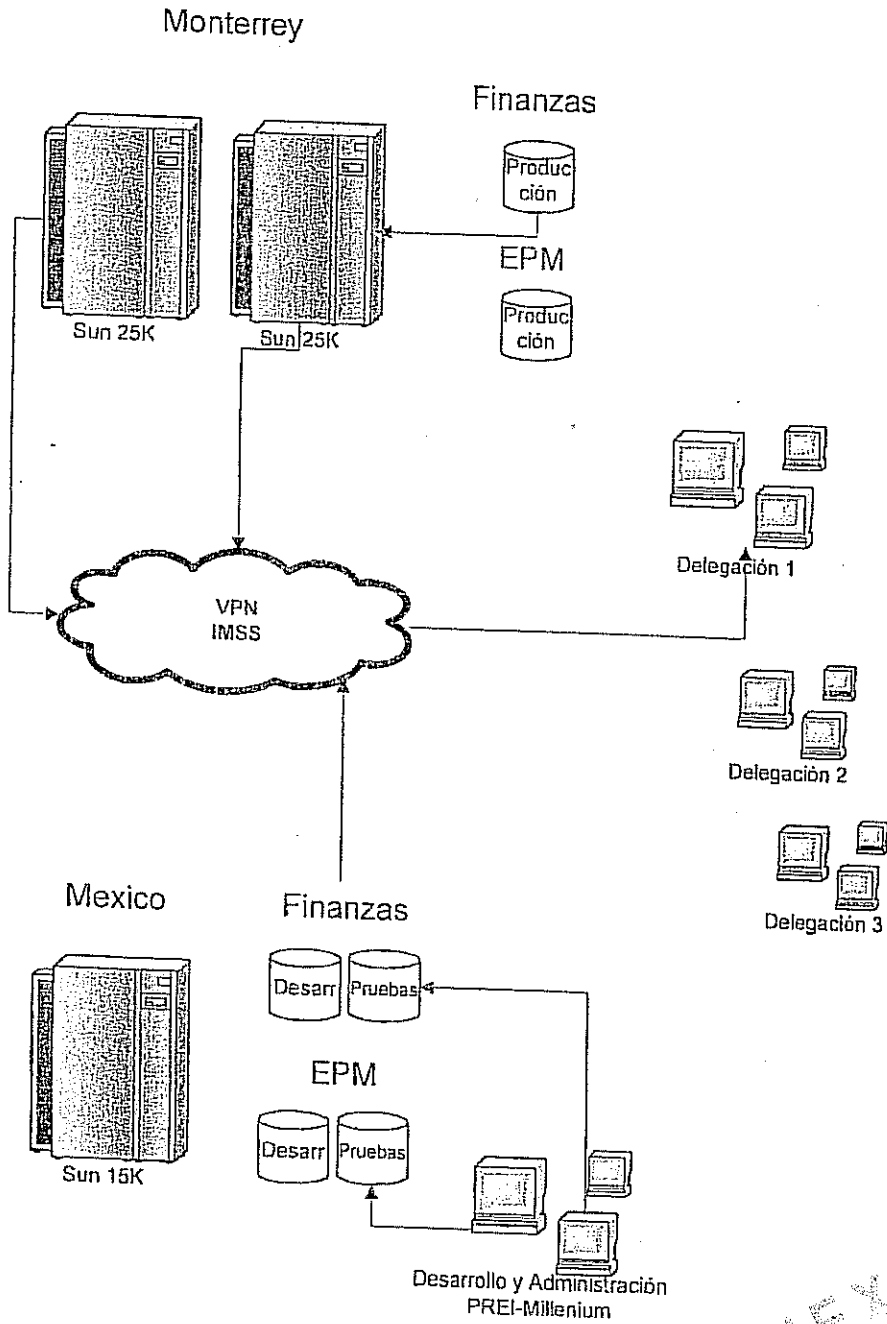 Monterrey
Finanzas
Produc
ción
EPM
Produc
ción
Sun 25K
Sun 25K
VPN
IMSS
Delegación 1
Delegación 2
Delegación 3
Mexico
Finanzas
Desarr
Pruebas
EPM
Desarr
Pruebas
Sun 15K
Desarrollo y Administración
PREI-Millenium